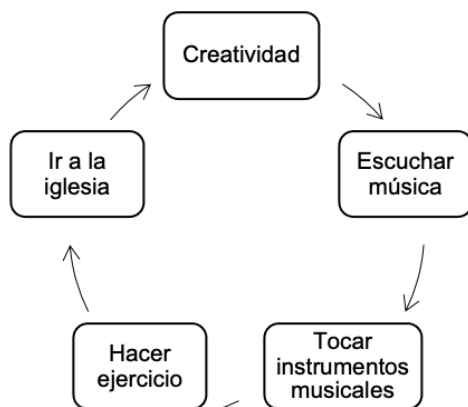 Creatividad
Escuchar
música
Tocar
instrumentos
musicales
Hacer
ejercicio
Ir a la
iglesia